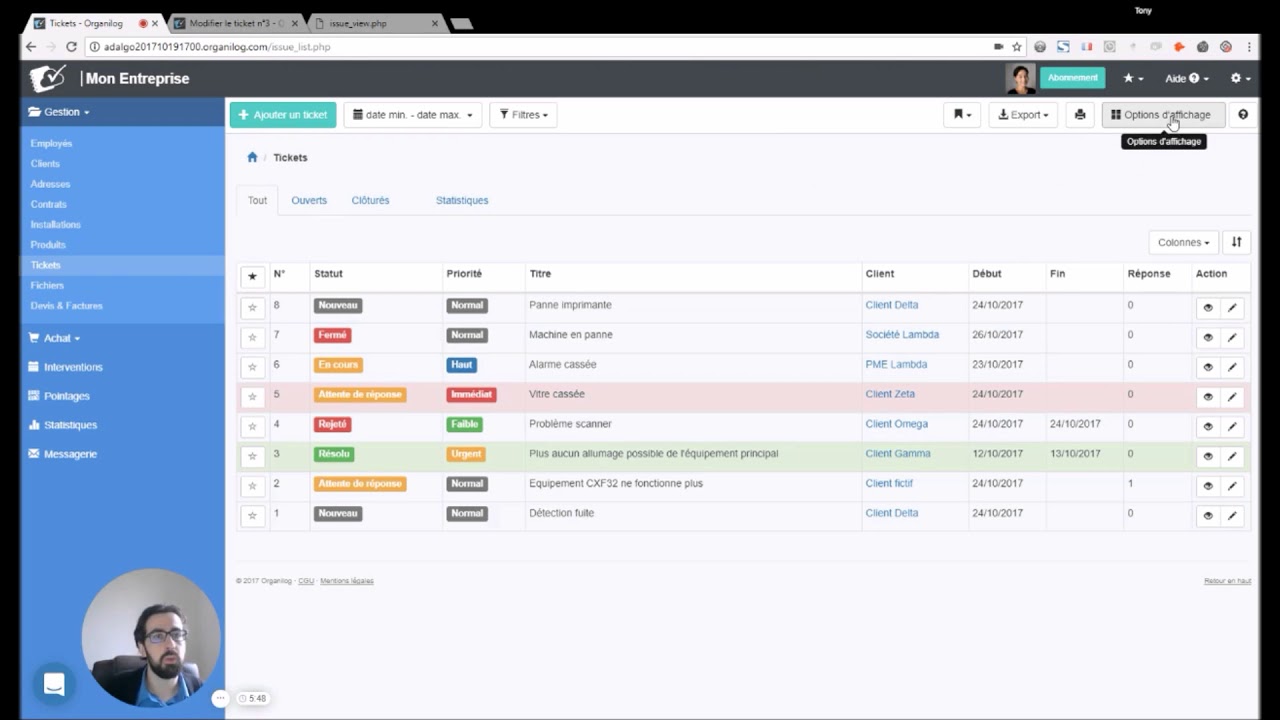 Tony
Tickets - Organilog
Modifier le ticket n°3 - O
issue_view.php
adalgo201710191700.organilog.com/issue_list.php
Mon Entreprise
Abonnement
Aide
Gestion
Ajouter un ticket
date min. - date max.
Filtres
Export
Options d'affichage
Options d'affichage
Employés
Clients
Adresses
Contrats
Installations
Produits
Tickets
Fichiers
Devis & Factures
Achat
Interventions
Pointages
Statistiques
Messagerie
/ Tickets
Tout Ouverts Clôturés Statistiques
Colonnes
N° Statut Priorité Titre Client Début Fin Réponse Action
8 Nouveau Normal Panne imprimante Client Delta 24/10/2017 0
7 Fermé Normal Machine en panne Société Lambda 26/10/2017 0
6 En cours Haut Alarme cassée PME Lambda 23/10/2017 0
5 Attente de réponse Immédiat Vitre cassée Client Zeta 24/10/2017 0
4 Rejeté Faible Problème scanner Client Omega 24/10/2017 24/10/2017 0
3 Résolu Urgent Plus aucun allumage possible de l'équipement principal Client Gamma 12/10/2017 13/10/2017 0
2 Attente de réponse Normal Equipement CXF32 ne fonctionne plus Client fictif 24/10/2017 1
1 Nouveau Normal Détection fuite Client Delta 24/10/2017 0
© 2017 Organilog - CGU - Mentions légales
Retour en haut
5:48